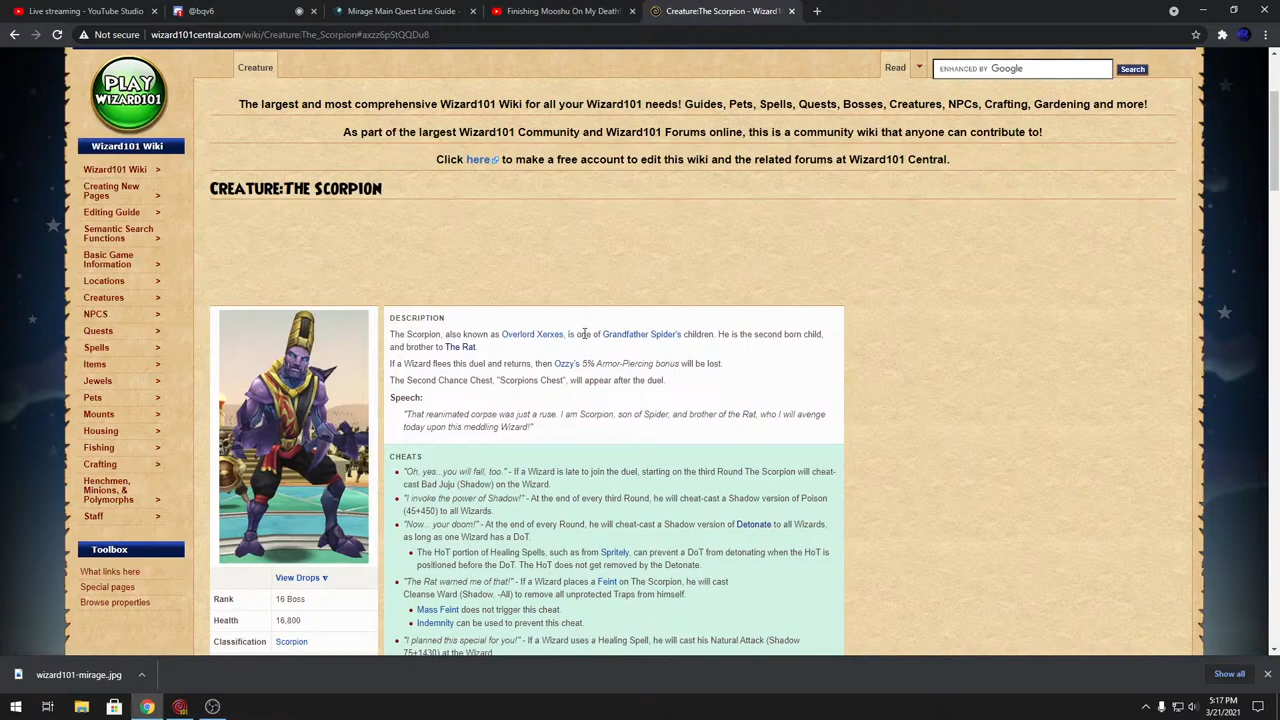 Live streaming - YouTube Studio
#bqv6
Mirage Guide
Finishing Mooshu on Death! -
Creature:The Scorpion - Wizard1
Not secure
wizard101central.com/wiki/Creature:The_Scorpion#axzz6pStQQDu8
PLAY
WIZARD101
Creature
Read
ENHANCED BY Google
Search
The largest and most comprehensive Wizard101 Wiki for all your Wizard101 needs! Guides, Pets, Spells, Quests, Bosses, Creatures, NPCs, Crafting, Gardening and more!
As part of the largest Wizard101 Community and Wizard101 Forums online, this is a community wiki that anyone can contribute to!
Click here to make a free account to edit this wiki and the related forums at Wizard101 Central.
Wizard101 Wiki
Wizard101 Wiki >
Creating New
Pages >
Editing Guide >
Semantic Search
Functions >
Basic Game
Information >
Locations >
Creatures >
NPCS >
Quests >
Spells >
Items >
Jewels >
Pets >
Mounts >
Housing >
Fishing >
Crafting >
Henchmen,
Minions, &
Polymorphs >
Staff >
Toolbox
What links here
Special pages
Browse properties
CREATURE:THE SCORPION
View Drops
Rank 16 Boss
Health 16,800
Classification Scorpion
DESCRIPTION
The Scorpion, also known as Overlord Xerxes, is one of Grandfather Spider's children. He is the second born child,
and brother to The Rat.
If a Wizard flees this duel and returns, then Ozzy's 5% Armor-Piercing bonus will be lost.
The Second Chance Chest, "Scorpions Chest", will appear after the duel.
Speech:
"That reanimated corpse was just a ruse. I am Scorpion, son of Spider, and brother of the Rat, who I will avenge
today upon this meddling Wizard!"
CHEATS
"Oh, yes...you will fall, too." - If a Wizard is late to join the duel, starting on the third Round The Scorpion will cheat-
cast Bad Juju (Shadow) on the Wizard.
"I invoke the power of Shadow!" - At the end of every third Round, he will cheat-cast a Shadow version of Poison
(45+450) to all Wizards.
"Now... your doom!" - At the end of every Round, he will cheat-cast a Shadow version of Detonate to all Wizards,
as long as one Wizard has a DoT.
The HoT portion of Healing Spells, such as from Spritely, can prevent a DoT from detonating when the HoT is
positioned before the DoT. The HoT does not get removed by the Detonate.
"The Rat warned me of that!" - If a Wizard places a Feint on The Scorpion, he will cast
Cleanse Ward (Shadow, -All) to remove all unprotected Traps from himself.
Mass Feint does not trigger this cheat.
Indemnity can be used to prevent this cheat.
"I planned this special for you!" - If a Wizard uses a Healing Spell, he will cast his Natural Attack (Shadow
75+1430) at the Wizard.
wizard101-mirage..jpg
Show all
5:17 PM
3/21/2021